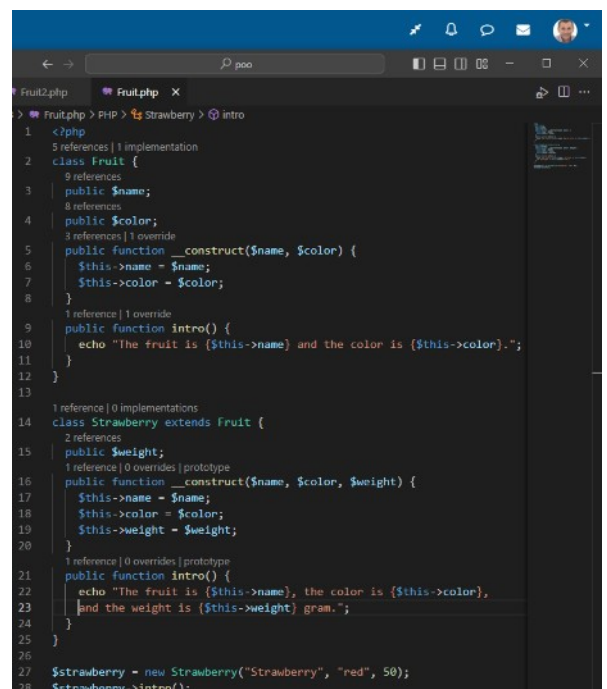 poo
Fruit2.php Fruit.php
Fruit.php > PHP > Strawberry > intro
1 <?php
5 references | 1 implementation
2 class Fruit {
9 references
3 public $name;
8 references
4 public $color;
3 references | 1 override
5 public function __construct($name, $color) {
6 $this->name = $name;
7 $this->color = $color;
8 }
1 reference | 1 override
9 public function intro() {
10 echo "The fruit is {$this->name} and the color is {$this->color}.";
11 }
12 }
13
1 reference | 0 implementations
14 class Strawberry extends Fruit {
2 references
15 public $weight;
1 reference | 0 overrides | prototype
16 public function __construct($name, $color, $weight) {
17 $this->name = $name;
18 $this->color = $color;
19 $this->weight = $weight;
20 }
1 reference | 0 overrides | prototype
21 public function intro() {
22 echo "The fruit is {$this->name}, the color is {$this->color},
23 and the weight is {$this->weight} gram.";
24 }
25 }
26
27 $strawberry = new Strawberry("Strawberry", "red", 50);
28 $strawberry->intro();